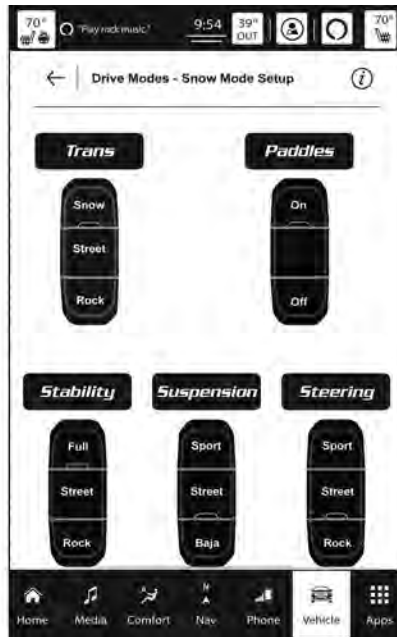 70°
"Play rock music."
9:54
39°
OUT
70°
Drive Modes - Snow Mode Setup
i
Trans
Paddles
Snow
On
Street
Rock
Off
Stability
Suspension
Steering
Full
Sport
Sport
Street
Street
Street
Rock
Baja
Rock
Home
Media
Comfort
Nav
Phone
Vehicle
Apps